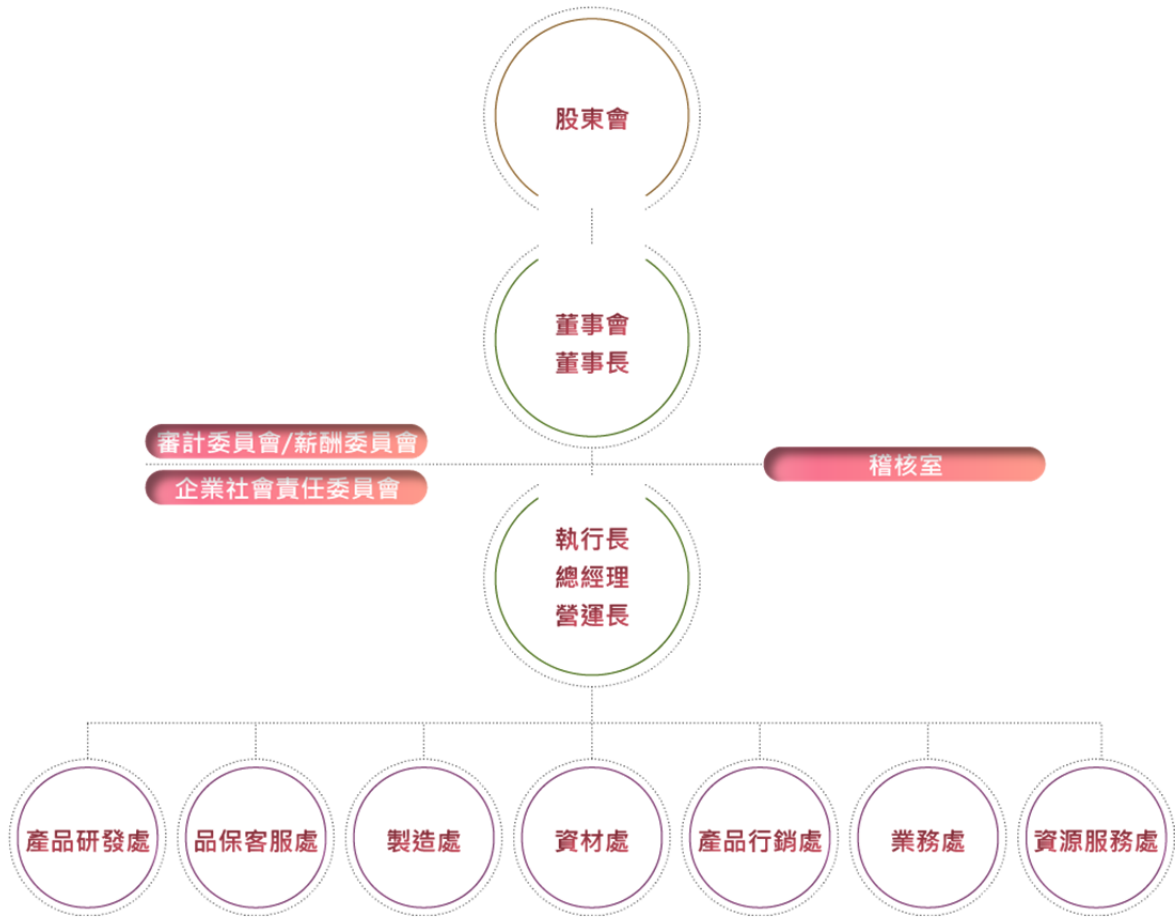 股東會
董事會
董事長
審計委員會/薪酬委員會
企業社會責任委員會
稽核室
執行長
總經理
營運長
產品研發處
品保客服處
製造處
資材處
產品行銷處
業務處
資源服務處